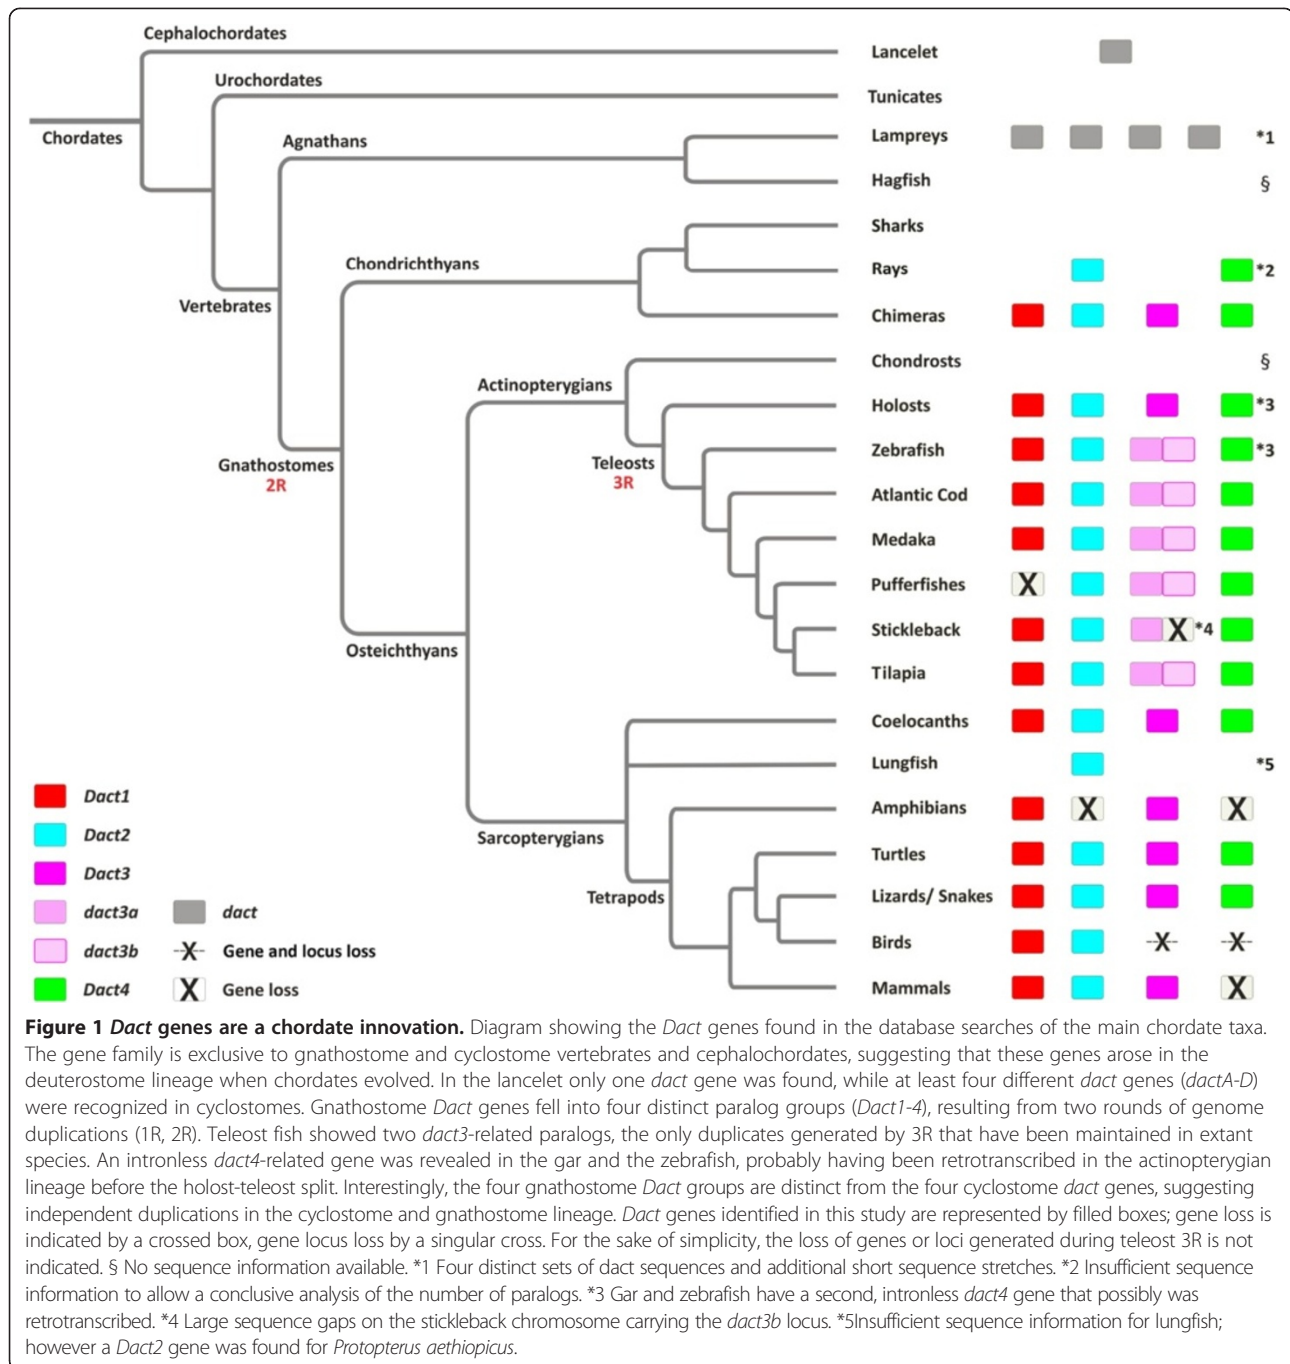 Cephalochordates
Lancelet
Urochordates
Tunicates
Chordates
Agnathans
Lampreys *1
Hagfish §
Sharks
Chondrichthyans
Rays *2
Vertebrates
Chimeras
Chondrosts §
Actinopterygians
Holosts *3
Zebrafish *3
Gnathostomes
2R
Teleosts
3R
Atlantic Cod
Medaka
Pufferfishes X
Stickleback X *4
Osteichthyans
Tilapia
Coelocanths
Lungfish *5
Amphibians X X
Sarcopterygians
Turtles
Tetrapods
Lizards/ Snakes
Birds X X
Mammals X
Dact1
Dact2
Dact3
dact3a
dact3b
Dact4
dact
X Gene and locus loss
X Gene loss
Figure 1 Dact genes are a chordate innovation. Diagram showing the Dact genes found in the database searches of the main chordate taxa.
The gene family is exclusive to gnathostome and cyclostome vertebrates and cephalochordates, suggesting that these genes arose in the
deuterostome lineage when chordates evolved. In the lancelet only one dact gene was found, while at least four different dact genes (dactA-D)
were recognized in cyclostomes. Gnathostome Dact genes fell into four distinct paralog groups (Dact1-4), resulting from two rounds of genome
duplications (1R, 2R). Teleost fish showed two dact3-related paralogs, the only duplicates generated by 3R that have been maintained in extant
species. An intronless dact4-related gene was revealed in the gar and the zebrafish, probably having been retrotranscribed in the actinopterygian
lineage before the holost-teleost split. Interestingly, the four gnathostome Dact groups are distinct from the four cyclostome dact genes, suggesting
independent duplications in the cyclostome and gnathostome lineage. Dact genes identified in this study are represented by filled boxes; gene loss is
indicated by a crossed box, gene locus loss by a singular cross. For the sake of simplicity, the loss of genes or loci generated during teleost 3R is not
indicated. § No sequence information available. *1 Four distinct sets of dact sequences and additional short sequence stretches. *2 Insufficient sequence
information to allow a conclusive analysis of the number of paralogs. *3 Gar and zebrafish have a second, intronless dact4 gene that possibly was
retrotranscribed. *4 Large sequence gaps on the stickleback chromosome carrying the dact3b locus. *5Insufficient sequence information for lungfish;
however a Dact2 gene was found for Protopterus aethiopicus.